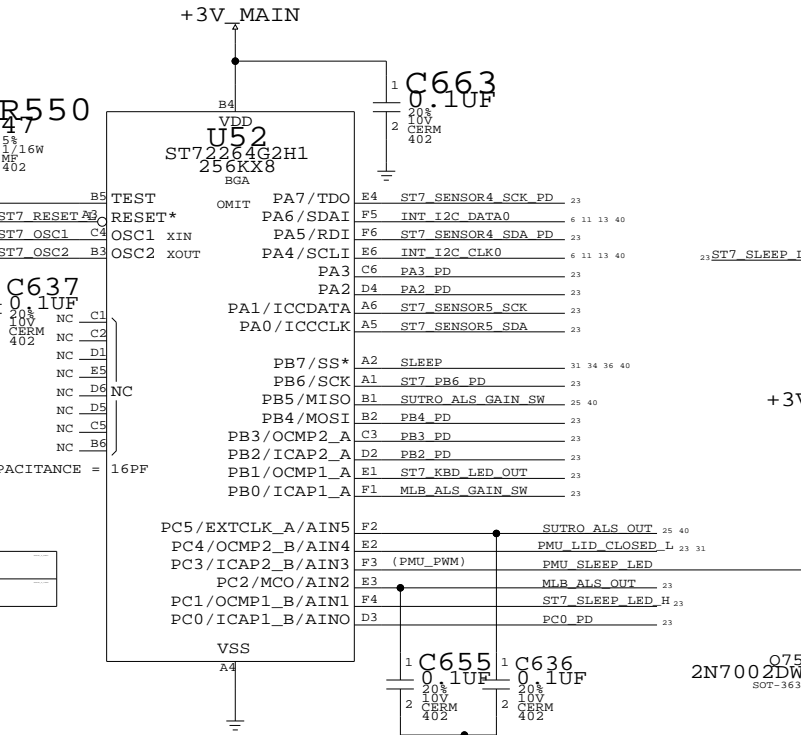 +3V_MAIN
1 C663
0.1UF
20%
10V
2 CERM
402
R550
47
5%
1/16W
MF
402
B4
VDD
U52
ST72264G2H1
256KX8
BGA
OMIT
B5 TEST
ST7_RESET A3 RESET*
ST7_OSC1 C4 OSC1 XIN
ST7_OSC2 B3 OSC2 XOUT
C637
0.1UF
20%
10V
CERM
402
NC C1
NC C2
NC D1
NC E5
NC D6
NC D5
NC C5
NC B6
NC
PACITANCE = 16PF
PA7/TDO E4 ST7_SENSOR4_SCK_PD 23
PA6/SDAI F5 INT_I2C_DATA0 6 11 13 40
PA5/RDI F6 ST7_SENSOR4_SDA_PD 23
PA4/SCLI E6 INT_I2C_CLK0 6 11 13 40
PA3 C6 PA3_PD 23
PA2 D4 PA2_PD 23
PA1/ICCDATA A6 ST7_SENSOR5_SCK 23
PA0/ICCCLK A5 ST7_SENSOR5_SDA 23
PB7/SS* A2 SLEEP 31 34 36 40
PB6/SCK A1 ST7_PB6_PD 23
PB5/MISO B1 SUTRO_ALS_GAIN_SW 25 40
PB4/MOSI B2 PB4_PD 23
PB3/OCMP2_A C3 PB3_PD 23
PB2/ICAP2_A D2 PB2_PD 23
PB1/OCMP1_A E1 ST7_KBD_LED_OUT 23
PB0/ICAP1_A F1 MLB_ALS_GAIN_SW 23
PC5/EXTCLK_A/AIN5 F2 SUTRO_ALS_OUT 25 40
PC4/OCMP2_B/AIN4 E2 PMU_LID_CLOSED_L 23 31
PC3/ICAP2_B/AIN3 F3 (PMU_PWM) PMU_SLEEP_LED
PC2/MCO/AIN2 E3 MLB_ALS_OUT 23
PC1/OCMP1_B/AIN1 F4 ST7_SLEEP_LED_H 23
PC0/ICAP1_B/AIN0 D3 PC0_PD 23
VSS
A4
1 C655
0.1UF
20%
10V
2 CERM
402
1 C636
0.1UF
20%
10V
2 CERM
402
23 ST7_SLEEP_L
+3V
Q75
2N7002DW
SOT-363